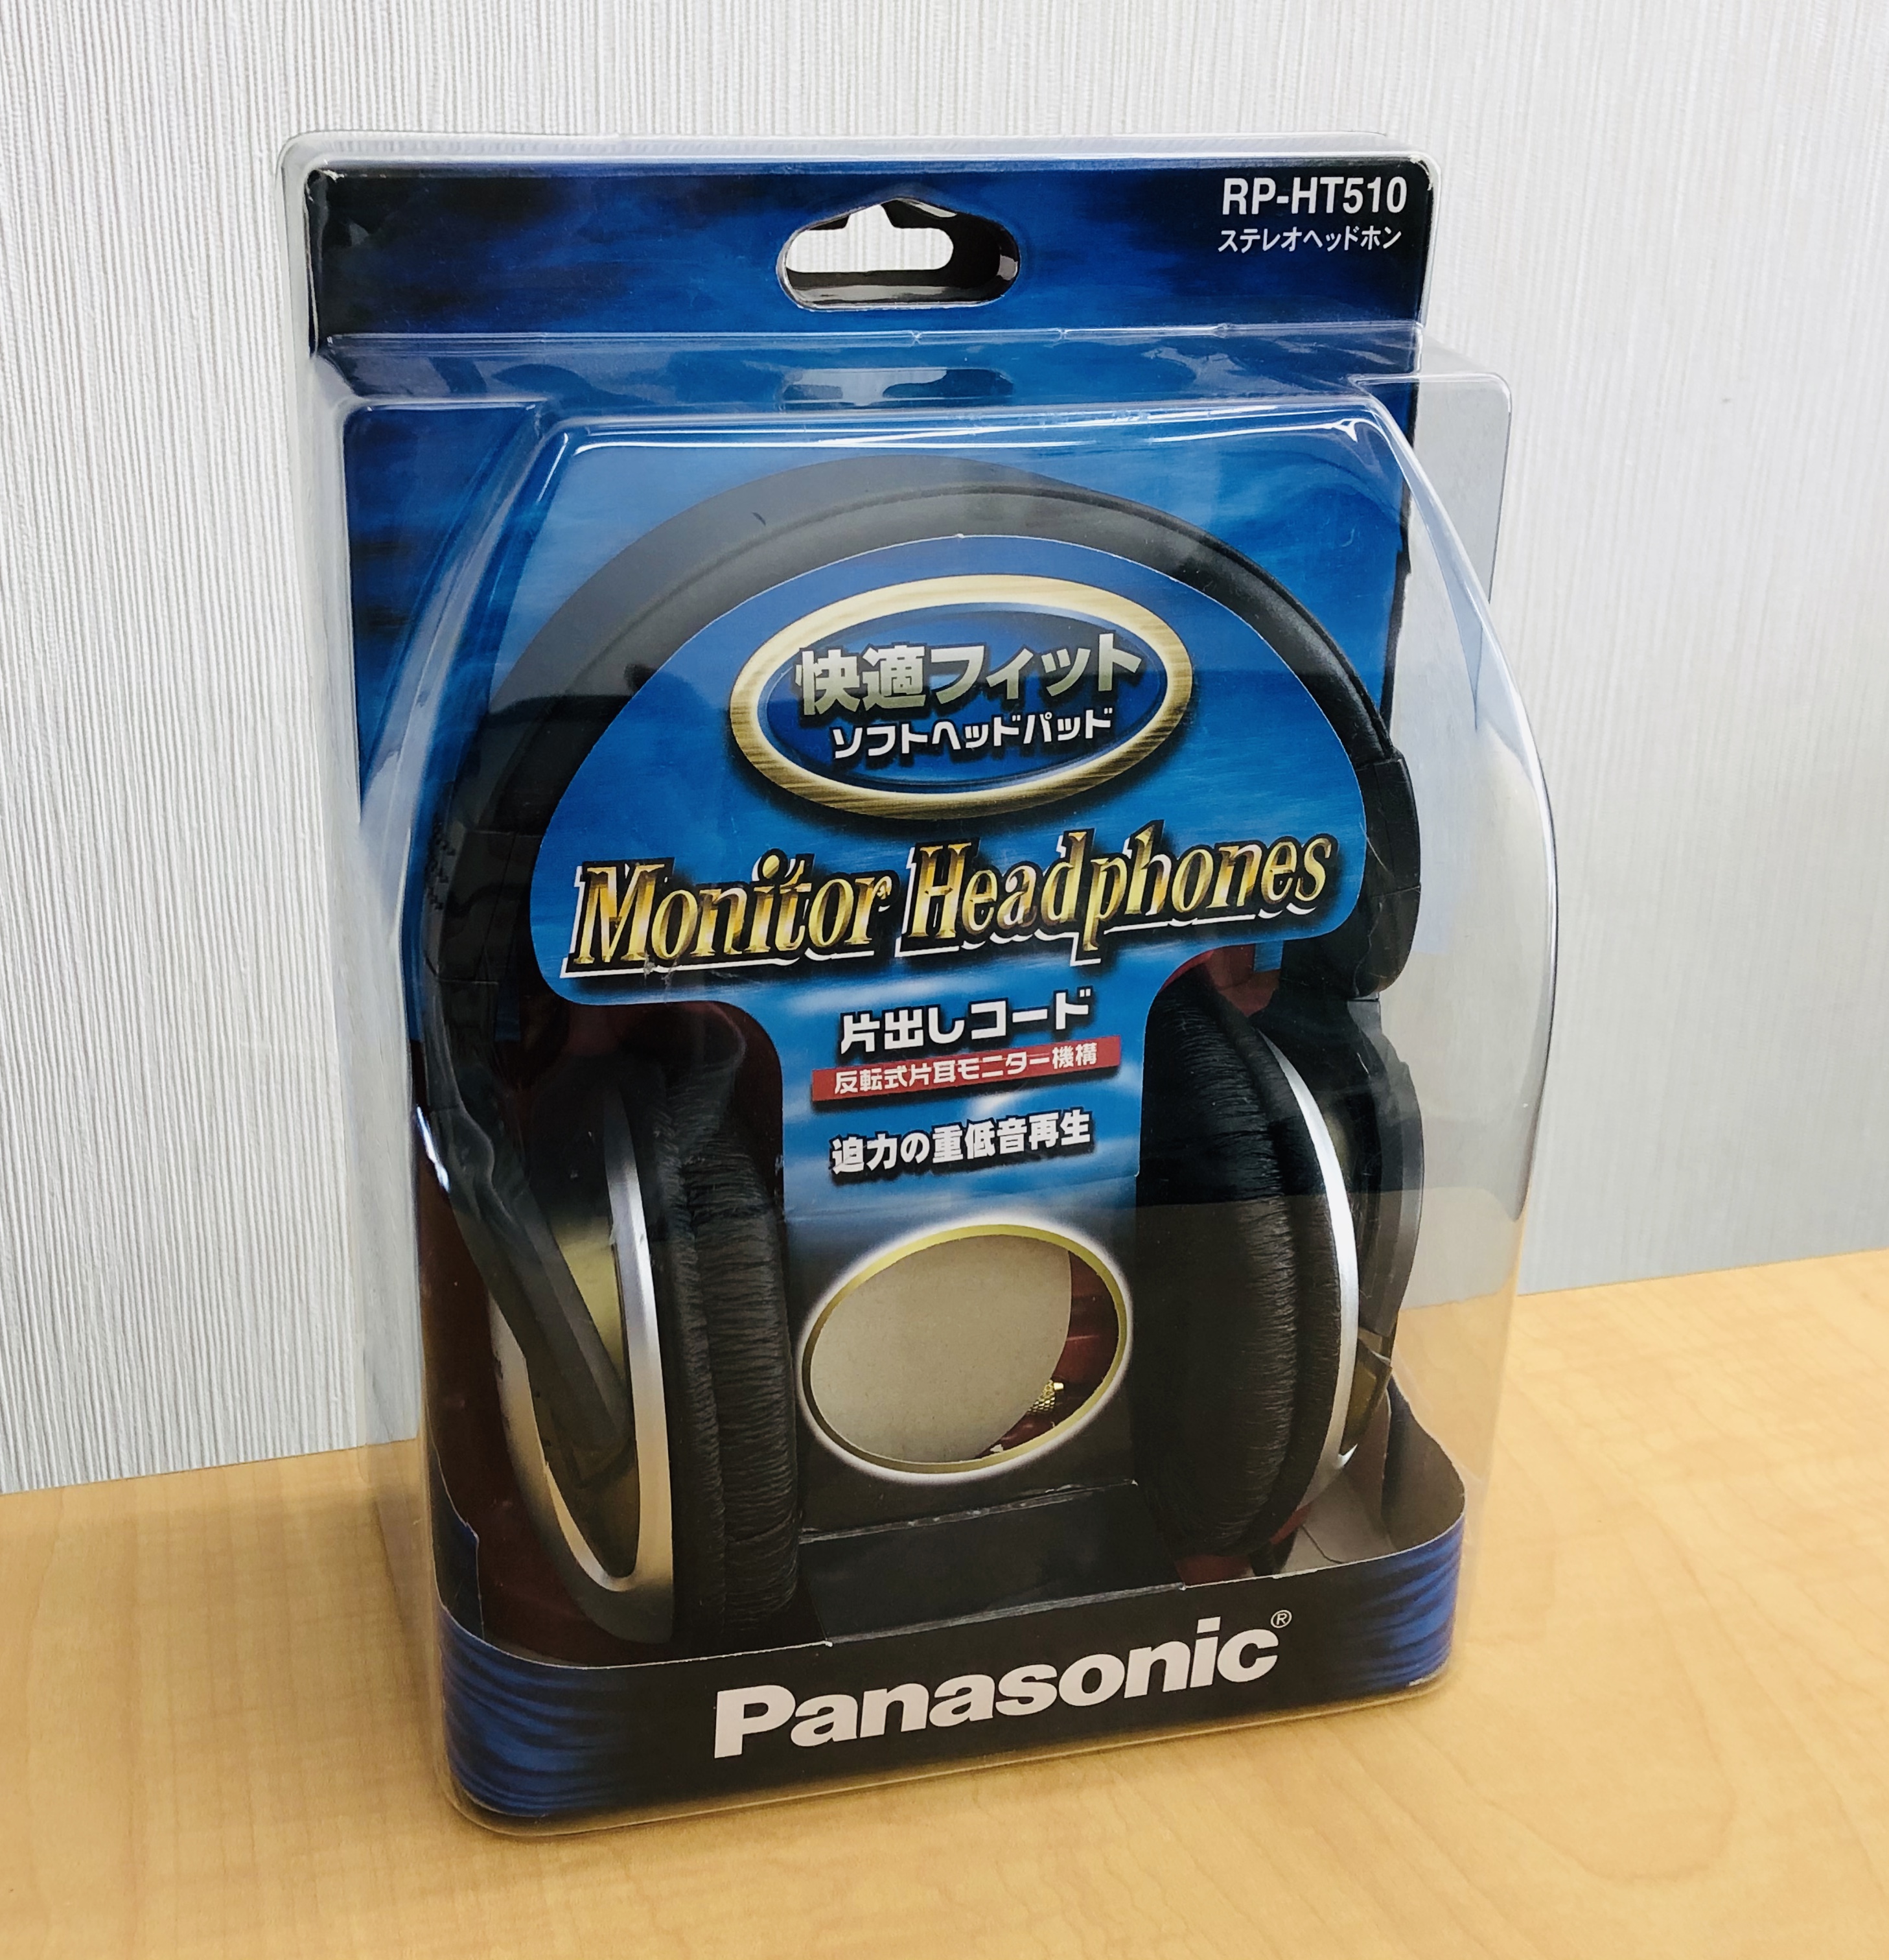 RP-HT510
ステレオヘッドホン
快適フィット
ソフトヘッドパッド
Monitor Headphones
片出しコード
反転式片耳モニター機構
迫力の重低音再生
Panasonic®